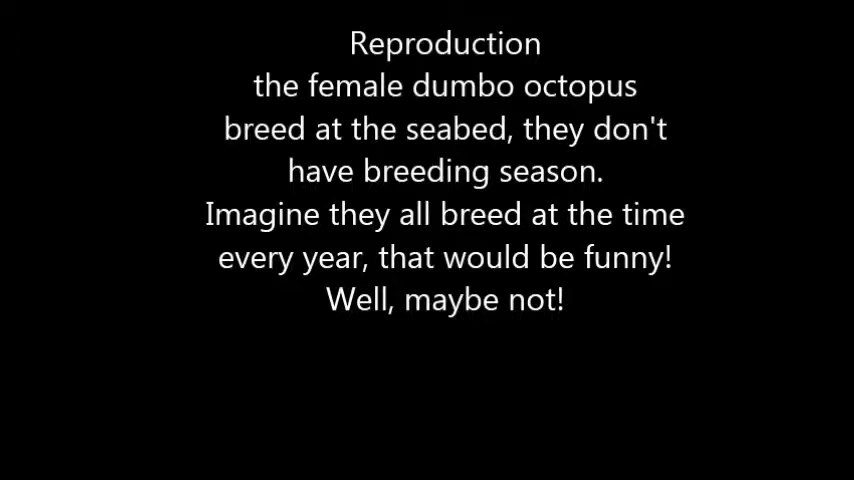 Reproduction
the female dumbo octopus
breed at the seabed, they don't
have breeding season.
Imagine they all breed at the time
every year, that would be funny!
Well, maybe not!